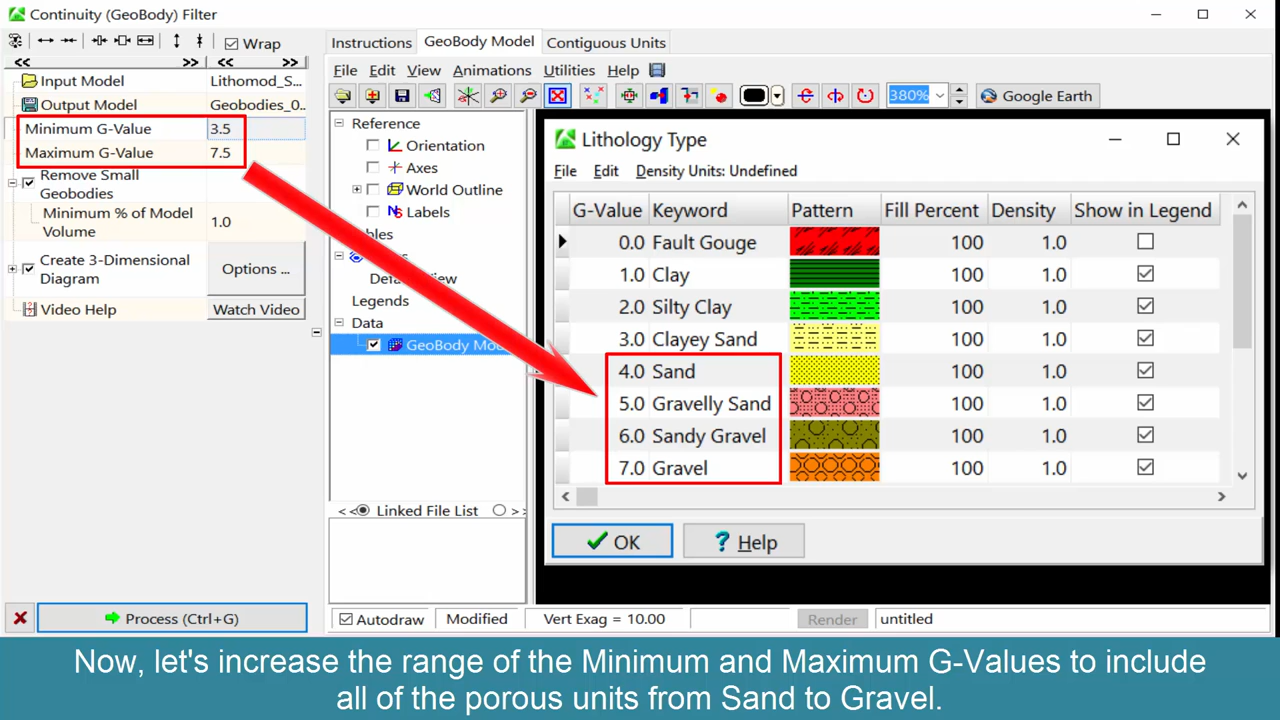 Continuity (GeoBody) Filter
Wrap
<< >> << >>
Input Model Lithomod_S...
Output Model Geobodies_0...
Minimum G-Value 3.5
Maximum G-Value 7.5
Remove Small
Geobodies
Minimum % of Model
Volume 1.0
Create 3-Dimensional
Diagram Options ...
Video Help Watch Video
Process (Ctrl+G)
Instructions GeoBody Model Contiguous Units
File Edit View Animations Utilities Help
380% Google Earth
Reference
Orientation
Axes
World Outline
Labels
Legends
Data
<< Linked File List >>
Autodraw Modified Vert Exag = 10.00 Render untitled
Lithology Type
File Edit Density Units: Undefined
G-Value Keyword Pattern Fill Percent Density Show in Legend
0.0 Fault Gouge 100 1.0
1.0 Clay 100 1.0
2.0 Silty Clay 100 1.0
3.0 Clayey Sand 100 1.0
4.0 Sand 100 1.0
5.0 Gravelly Sand 100 1.0
6.0 Sandy Gravel 100 1.0
7.0 Gravel 100 1.0
OK ? Help
Now, let's increase the range of the Minimum and Maximum G-Values to include
all of the porous units from Sand to Gravel.